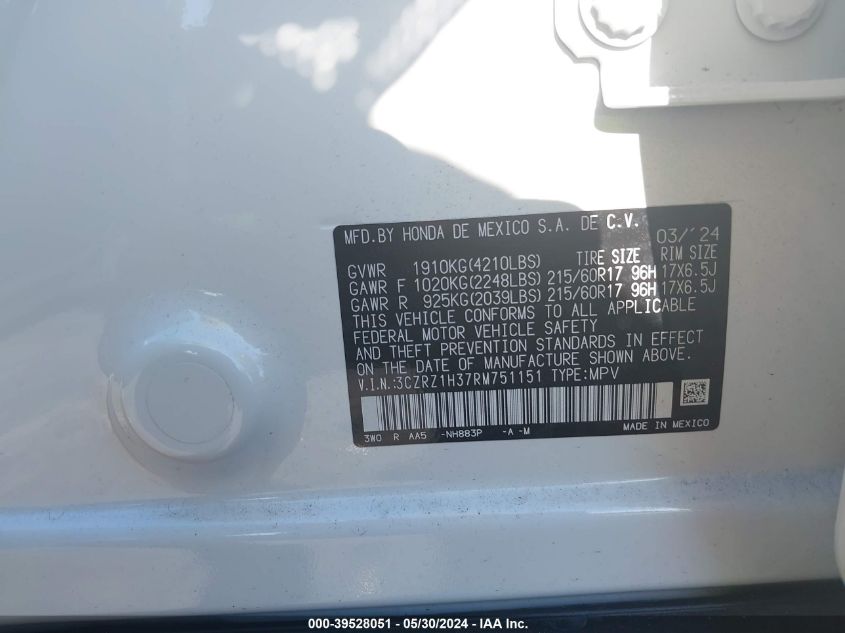 MFD.BY HONDA DE MEXICO S.A. DE C.V. 03/'24
GVWR 1910KG(4210LBS) TIRE SIZE RIM SIZE
GAWR F 1020KG(2248LBS) 215/60R17 96H 17X6.5J
GAWR R 925KG(2039LBS) 215/60R17 96H 17X6.5J
THIS VEHICLE CONFORMS TO ALL APPLICABLE
FEDERAL MOTOR VEHICLE SAFETY
AND THEFT PREVENTION STANDARDS IN EFFECT
ON THE DATE OF MANUFACTURE SHOWN ABOVE.
V.I.N.:3CZRZ1H37RM751151 TYPE:MPV
3WO R AA5 -NH883P -A -M MADE IN MEXICO
000-39528051 — 05/30/2024 — IAA Inc.